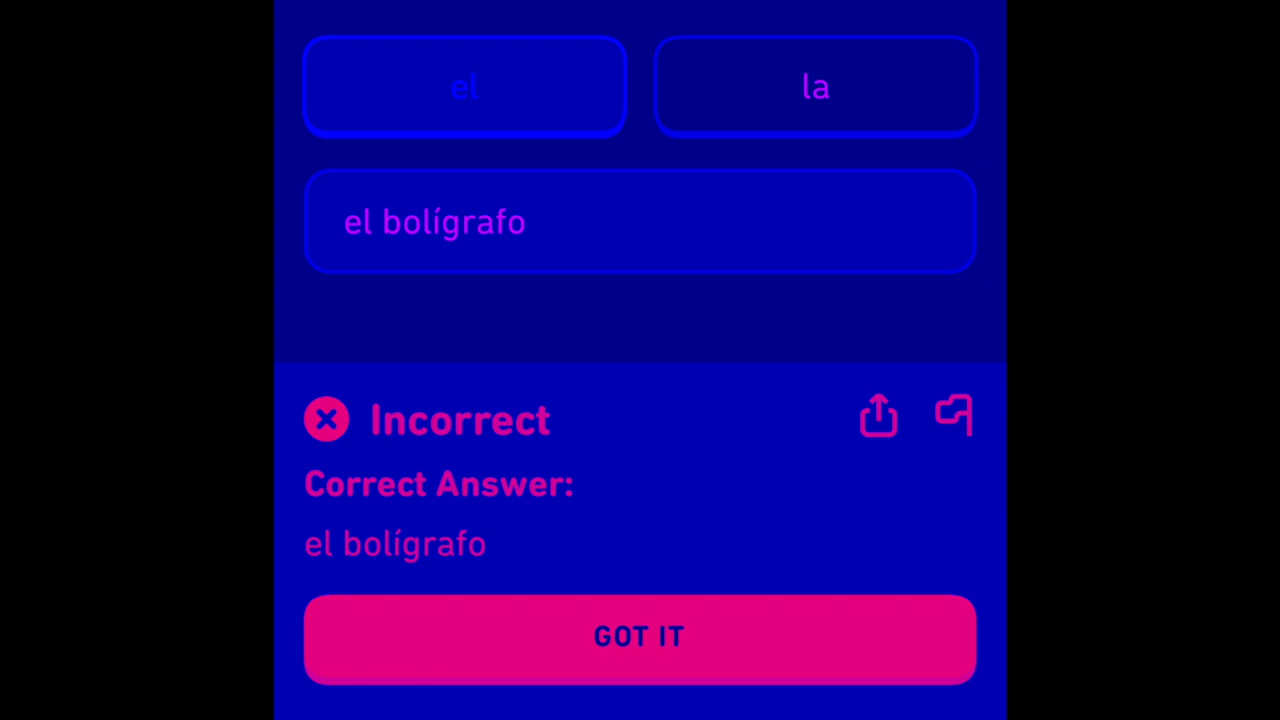 el
la
el bolígrafo
Incorrect
Correct Answer:
el bolígrafo
GOT IT